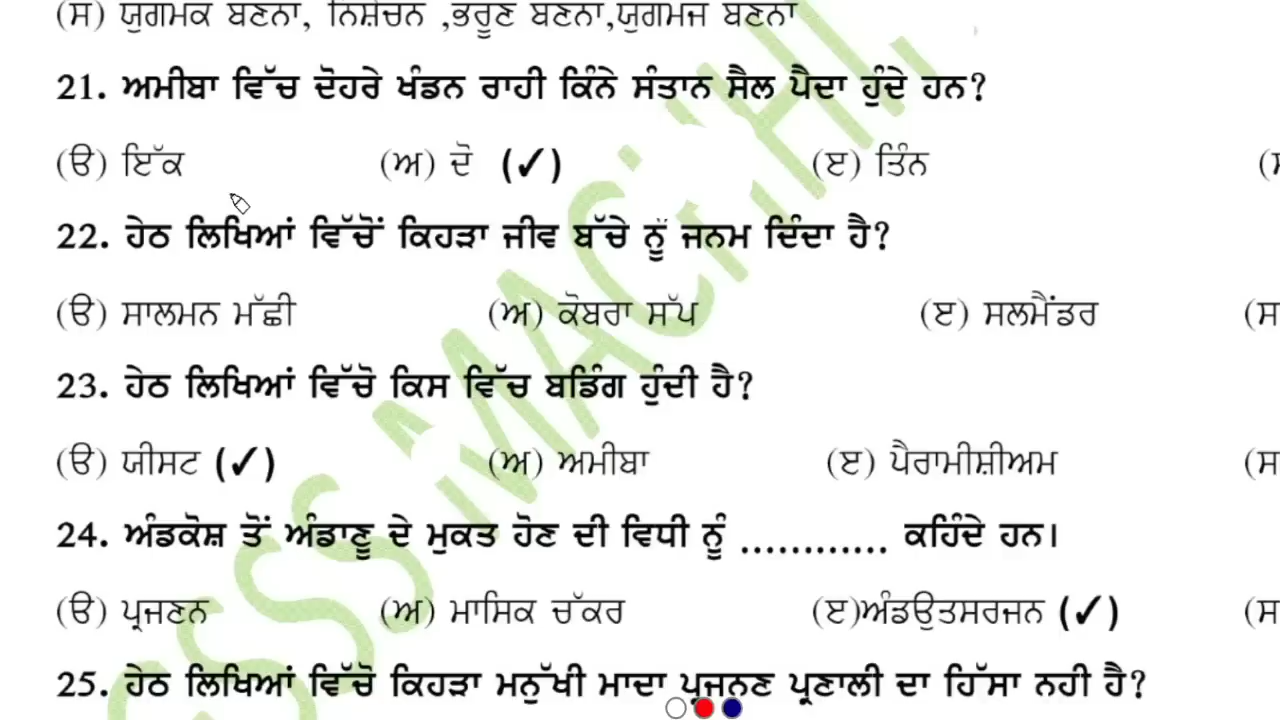 (ਸ) ਯੁਗਮਕ ਬਣਨਾ, ਨਿਸ਼ੇਚਨ ,ਭਰੂਣ ਬਣਨਾ,ਯੁਗਮਜ ਬਣਨਾ
21. ਅਮੀਬਾ ਵਿੱਚ ਦੋਹਰੇ ਖੰਡਨ ਰਾਹੀ ਕਿੰਨੇ ਸੰਤਾਨ ਸੈਲ ਪੈਦਾ ਹੁੰਦੇ ਹਨ?
(ੳ) ਇੱਕ (ਅ) ਦੋ (✓) (ੲ) ਤਿੰਨ (ਸ
22. ਹੇਠ ਲਿਖਿਆਂ ਵਿੱਚੋਂ ਕਿਹੜਾ ਜੀਵ ਬੱਚੇ ਨੂੰ ਜਨਮ ਦਿੰਦਾ ਹੈ?
(ੳ) ਸਾਲਮਨ ਮੱਛੀ (ਅ) ਕੋਬਰਾ ਸੱਪ (ੲ) ਸਲਮੈਂਡਰ (ਸ
23. ਹੇਠ ਲਿਖਿਆਂ ਵਿੱਚੋ ਕਿਸ ਵਿੱਚ ਬਡਿੰਗ ਹੁੰਦੀ ਹੈ?
(ੳ) ਯੀਸਟ (✓) (ਅ) ਅਮੀਬਾ (ੲ) ਪੈਰਾਮੀਸ਼ੀਅਮ (ਸ
24. ਅੰਡਕੋਸ਼ ਤੋਂ ਅੰਡਾਣੂ ਦੇ ਮੁਕਤ ਹੋਣ ਦੀ ਵਿਧੀ ਨੂੰ ............ ਕਹਿੰਦੇ ਹਨ।
(ੳ) ਪ੍ਰਜਣਨ (ਅ) ਮਾਸਿਕ ਚੱਕਰ (ੲ)ਅੰਡਉਤਸਰਜਨ (✓) (ਸ
25. ਹੇਠ ਲਿਖਿਆਂ ਵਿੱਚੋ ਕਿਹੜਾ ਮਨੁੱਖੀ ਮਾਦਾ ਪ੍ਰਜਨਣ ਪ੍ਰਣਾਲੀ ਦਾ ਹਿੱਸਾ ਨਹੀ ਹੈ?